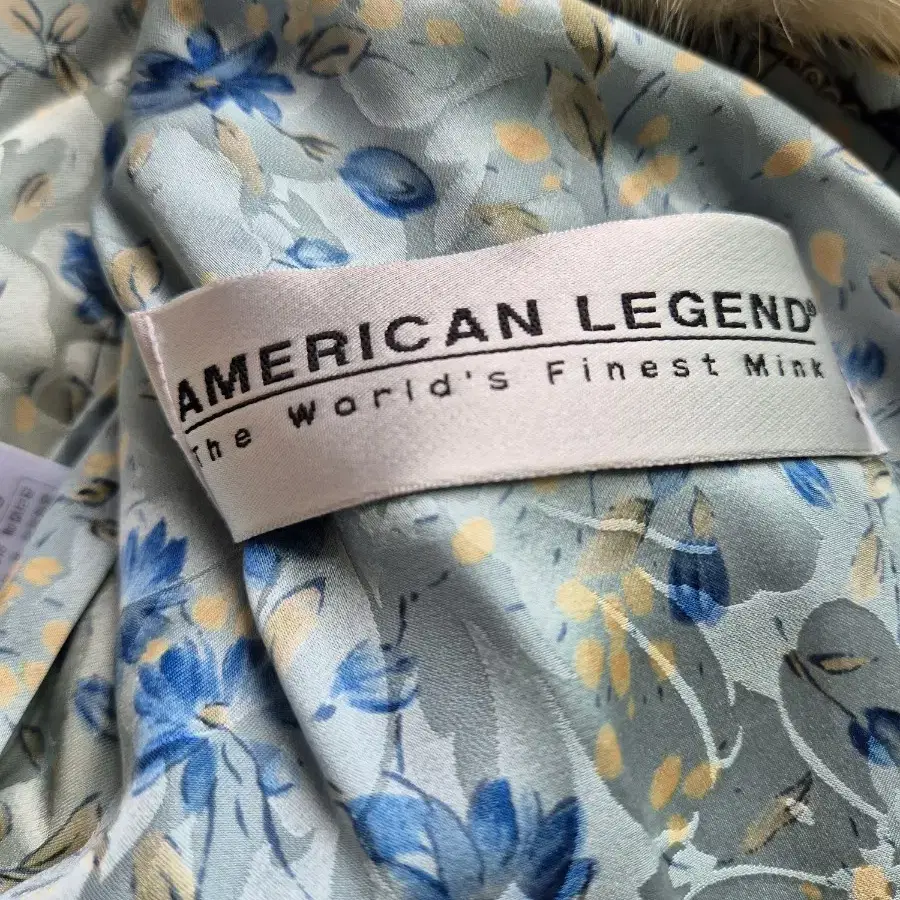 AMERICAN LEGEND®
The World's Finest Mink